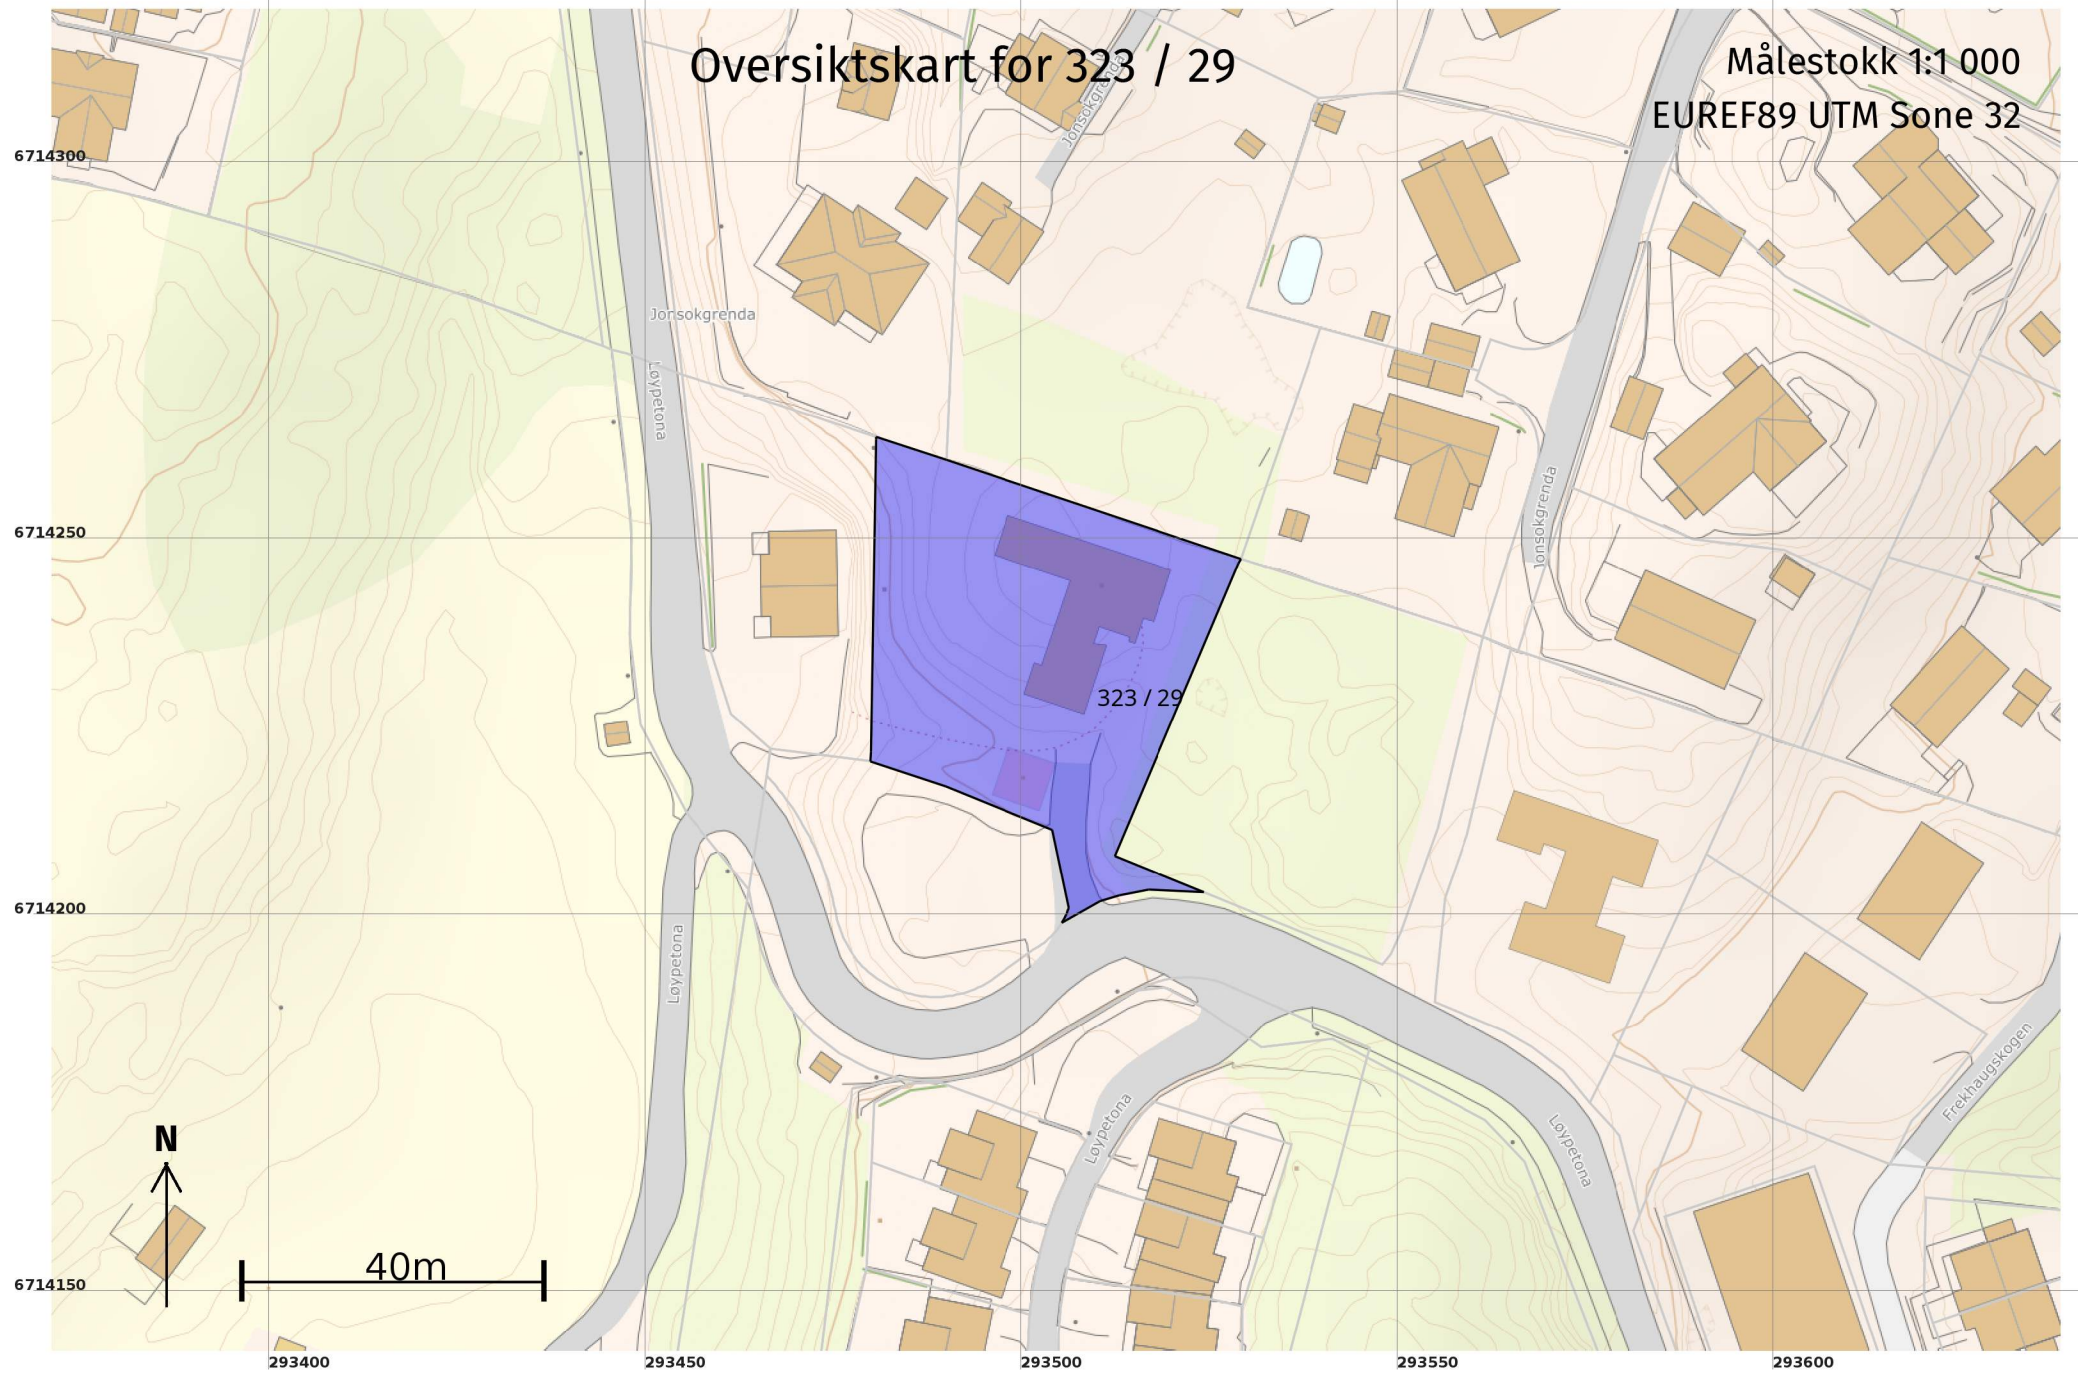 Oversiktskart for 323 / 29
Målestokk 1:1 000
EUREF89 UTM Sone 32
Jonsokgrenda
6714300
Jonsokgrenda
Løypetona
Jonsokgrenda
6714250
323 / 29
6714200
Løypetona
Frekhaugskogen
Løypetona
Løypetona
N
40m
6714150
293400
293450
293500
293550
293600